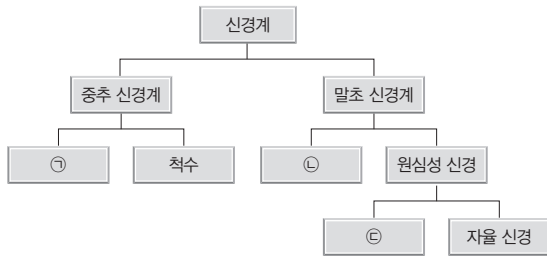 신경계
중추 신경계
말초 신경계
㉠
척수
㉡
원심성 신경
㉢
자율 신경